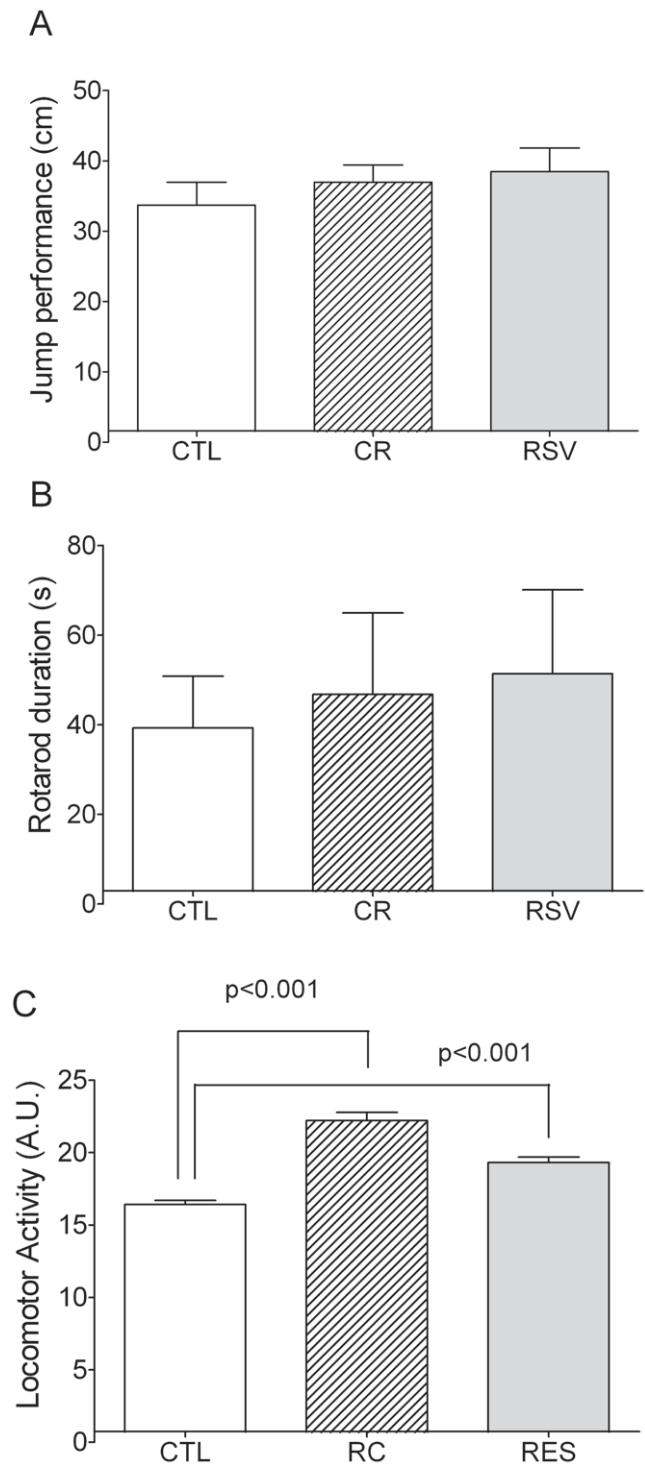 A
Jump performance (cm)
50
40
30
20
10
0
CTL CR RSV
B
Rotarod duration (s)
80
60
40
20
0
CTL CR RSV
C
p<0.001
p<0.001
Locomotor Activity (A.U.)
25
20
15
10
5
0
CTL RC RES